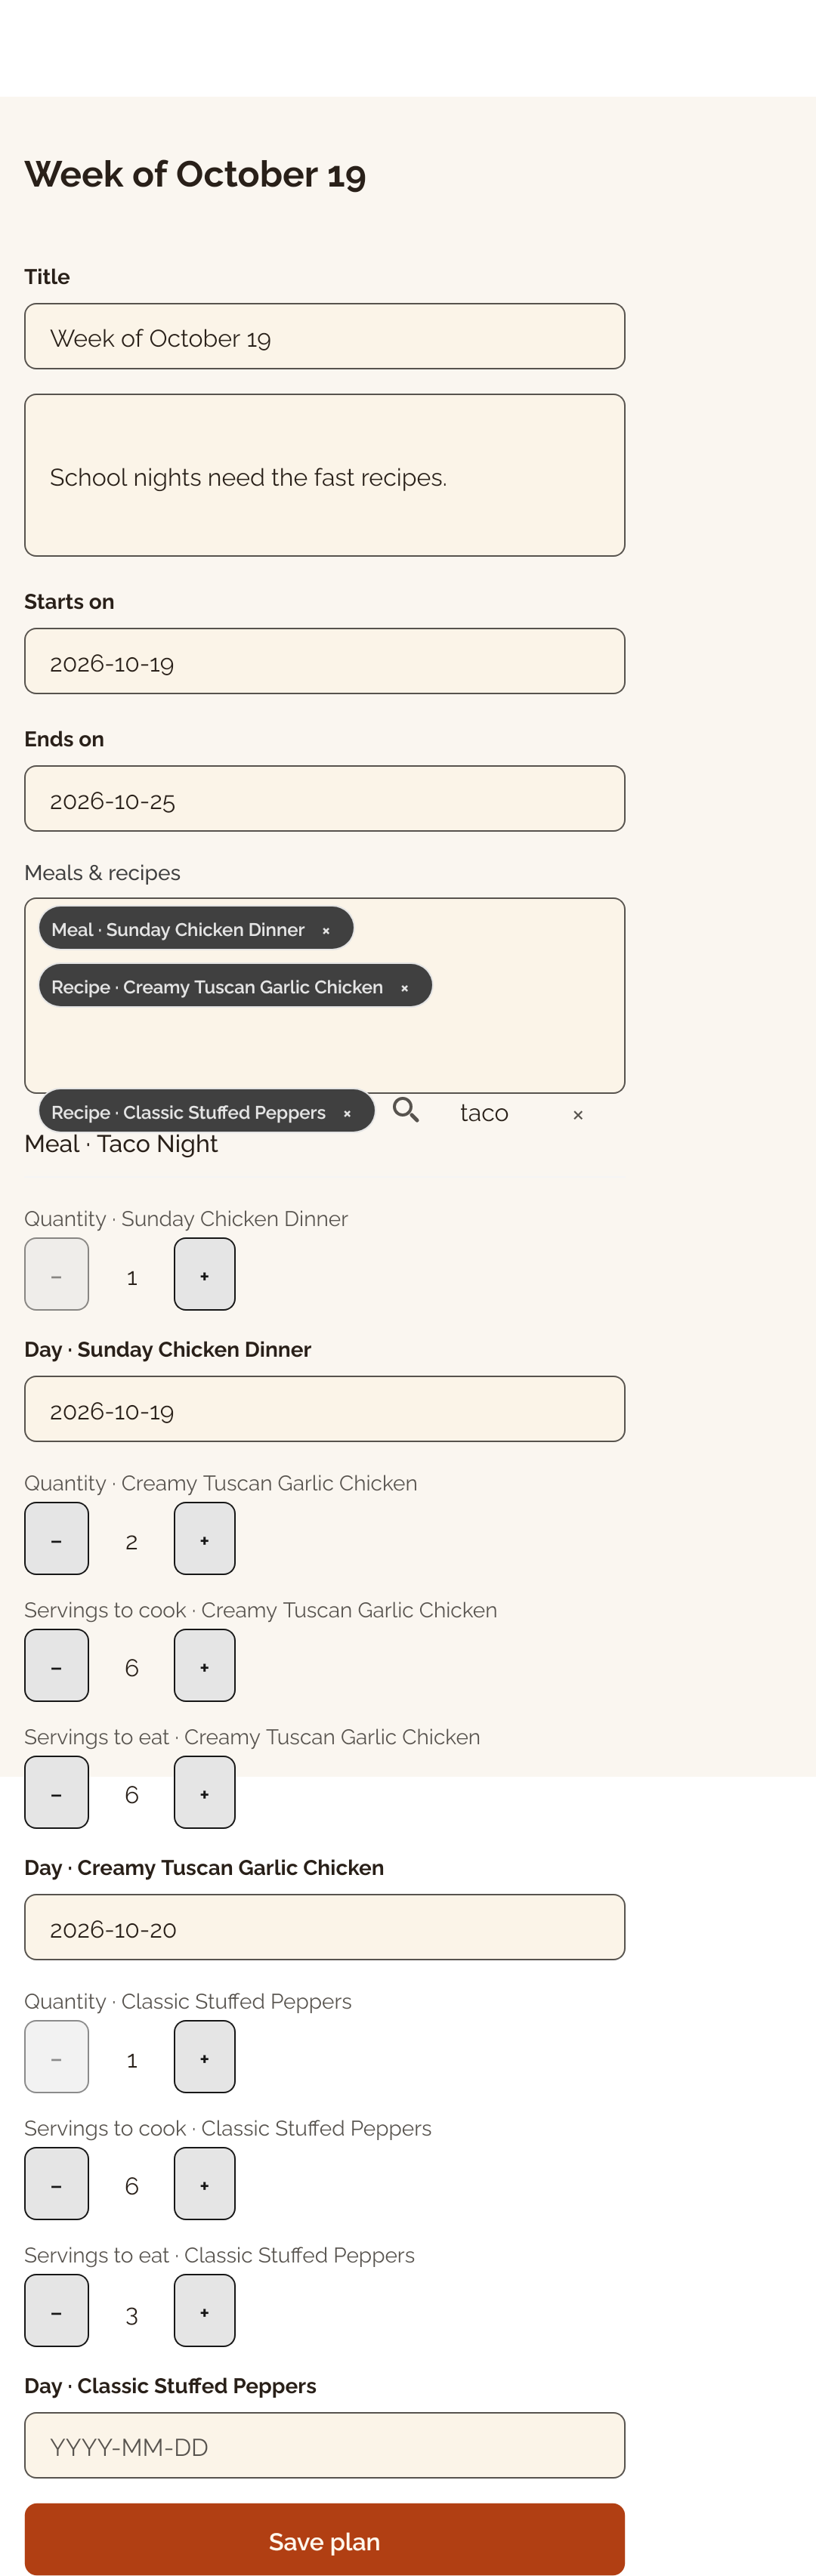 Week of October 19
Title
Week of October 19
School nights need the fast recipes.
Starts on
2026-10-19
Ends on
2026-10-25
Meals & recipes
Meal · Sunday Chicken Dinner ×
Recipe · Creamy Tuscan Garlic Chicken ×
Recipe · Classic Stuffed Peppers × taco ×
Meal · Taco Night
Quantity · Sunday Chicken Dinner
– 1 +
Day · Sunday Chicken Dinner
2026-10-19
Quantity · Creamy Tuscan Garlic Chicken
– 2 +
Servings to cook · Creamy Tuscan Garlic Chicken
– 6 +
Servings to eat · Creamy Tuscan Garlic Chicken
– 6 +
Day · Creamy Tuscan Garlic Chicken
2026-10-20
Quantity · Classic Stuffed Peppers
– 1 +
Servings to cook · Classic Stuffed Peppers
– 6 +
Servings to eat · Classic Stuffed Peppers
– 3 +
Day · Classic Stuffed Peppers
YYYY-MM-DD
Save plan